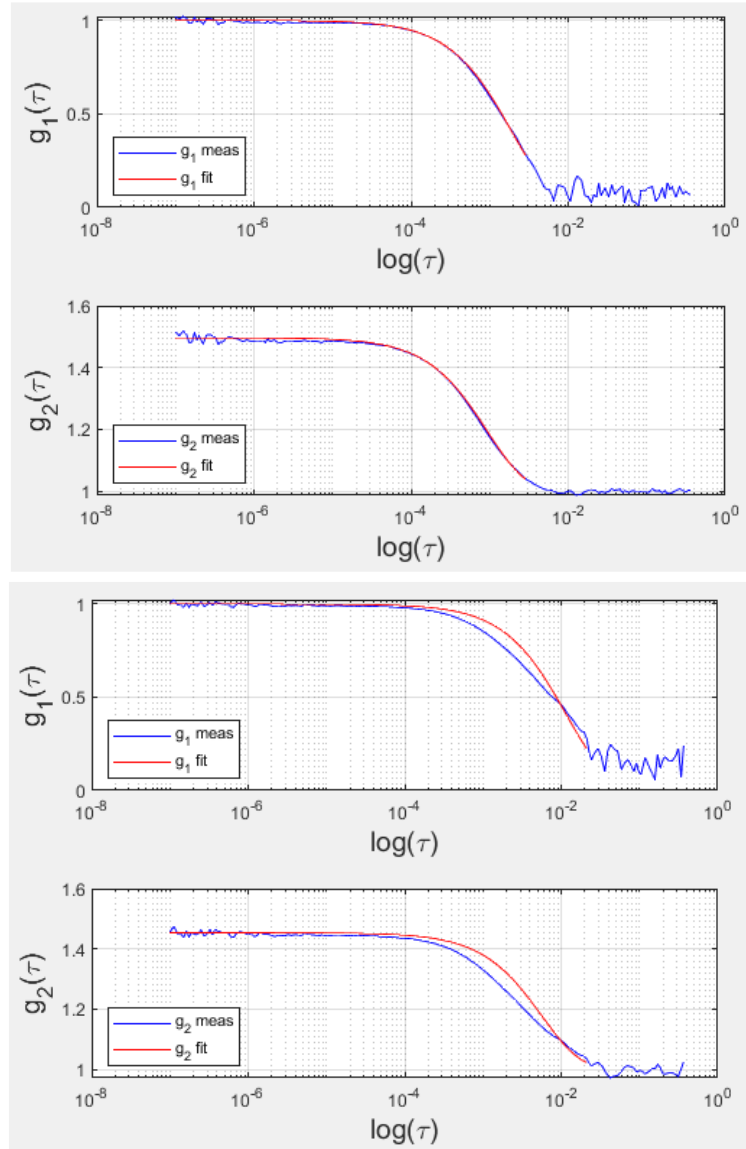 1
0.5
0
g₁(τ)
g₁ meas
g₁ fit
10⁻⁸ 10⁻⁶ 10⁻⁴ 10⁻² 10⁰
log(τ)
1.6
1.4
1.2
1
g₂(τ)
g₂ meas
g₂ fit
10⁻⁸ 10⁻⁶ 10⁻⁴ 10⁻² 10⁰
log(τ)
1
0.5
0
g₁(τ)
g₁ meas
g₁ fit
10⁻⁸ 10⁻⁶ 10⁻⁴ 10⁻² 10⁰
log(τ)
1.6
1.4
1.2
1
g₂(τ)
g₂ meas
g₂ fit
10⁻⁸ 10⁻⁶ 10⁻⁴ 10⁻² 10⁰
log(τ)